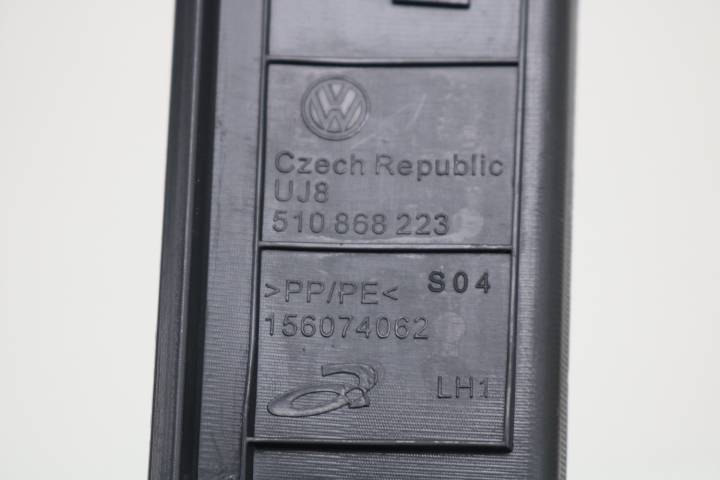 Czech Republic
UJ8
510 868 223
>PP/PE< S04
156074062
LH1